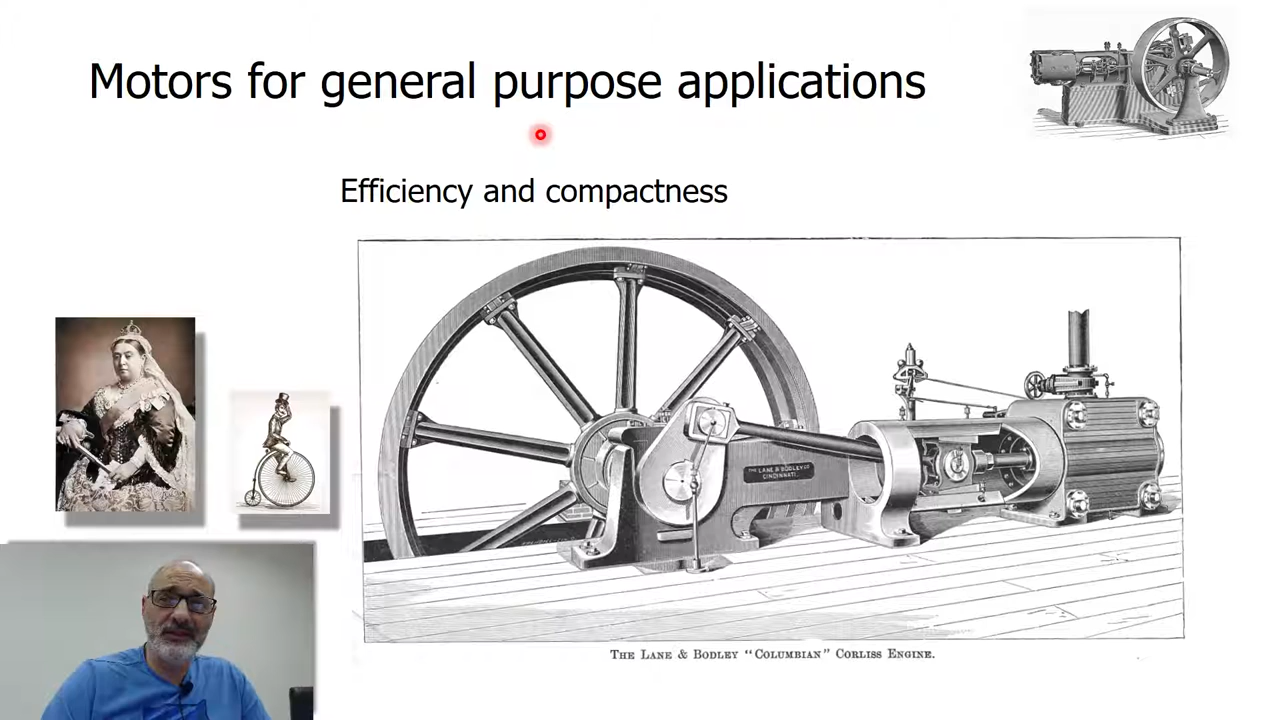 Motors for general purpose applications
Efficiency and compactness
THE LANE & BODLEY CO
CINCINNATI.
THE LANE & BODLEY “COLUMBIAN” CORLISS ENGINE.